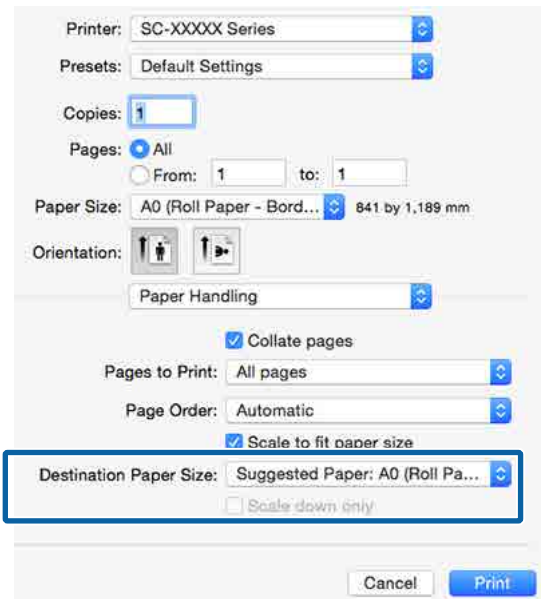 Printer: SC-XXXXX Series
Presets: Default Settings
Copies: 1
Pages: All
From: 1 to: 1
Paper Size: A0 (Roll Paper - Bord... 841 by 1,189 mm
Orientation:
Paper Handling
Collate pages
Pages to Print: All pages
Page Order: Automatic
Scale to fit paper size
Destination Paper Size: Suggested Paper: A0 (Roll Pa...
Scale down only
Cancel Print